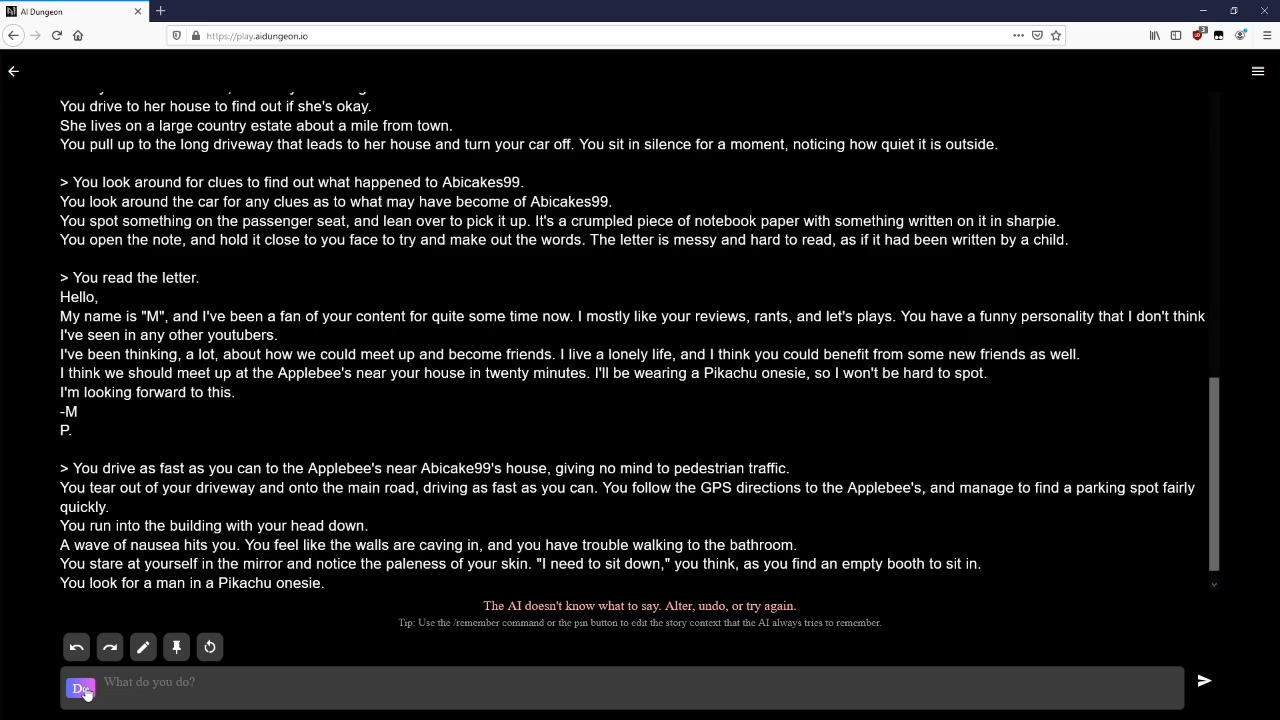 AI Dungeon
https://play.aidungeon.io
You drive to her house to find out if she's okay.
She lives on a large country estate about a mile from town.
You pull up to the long driveway that leads to her house and turn your car off. You sit in silence for a moment, noticing how quiet it is outside.
> You look around for clues to find out what happened to Abicakes99.
You look around the car for any clues as to what may have become of Abicakes99.
You spot something on the passenger seat, and lean over to pick it up. It's a crumpled piece of notebook paper with something written on it in sharpie.
You open the note, and hold it close to you face to try and make out the words. The letter is messy and hard to read, as if it had been written by a child.
> You read the letter.
Hello,
My name is "M", and I've been a fan of your content for quite some time now. I mostly like your reviews, rants, and let's plays. You have a funny personality that I don't think
I've seen in any other youtubers.
I've been thinking, a lot, about how we could meet up and become friends. I live a lonely life, and I think you could benefit from some new friends as well.
I think we should meet up at the Applebee's near your house in twenty minutes. I'll be wearing a Pikachu onesie, so I won't be hard to spot.
I'm looking forward to this.
-M
P.
> You drive as fast as you can to the Applebee's near Abicake99's house, giving no mind to pedestrian traffic.
You tear out of your driveway and onto the main road, driving as fast as you can. You follow the GPS directions to the Applebee's, and manage to find a parking spot fairly
quickly.
You run into the building with your head down.
A wave of nausea hits you. You feel like the walls are caving in, and you have trouble walking to the bathroom.
You stare at yourself in the mirror and notice the paleness of your skin. "I need to sit down," you think, as you find an empty booth to sit in.
You look for a man in a Pikachu onesie.
The AI doesn't know what to say. Alter, undo, or try again.
Tip: Use the /remember command or the pin button to edit the story context that the AI always tries to remember.
Do What do you do?